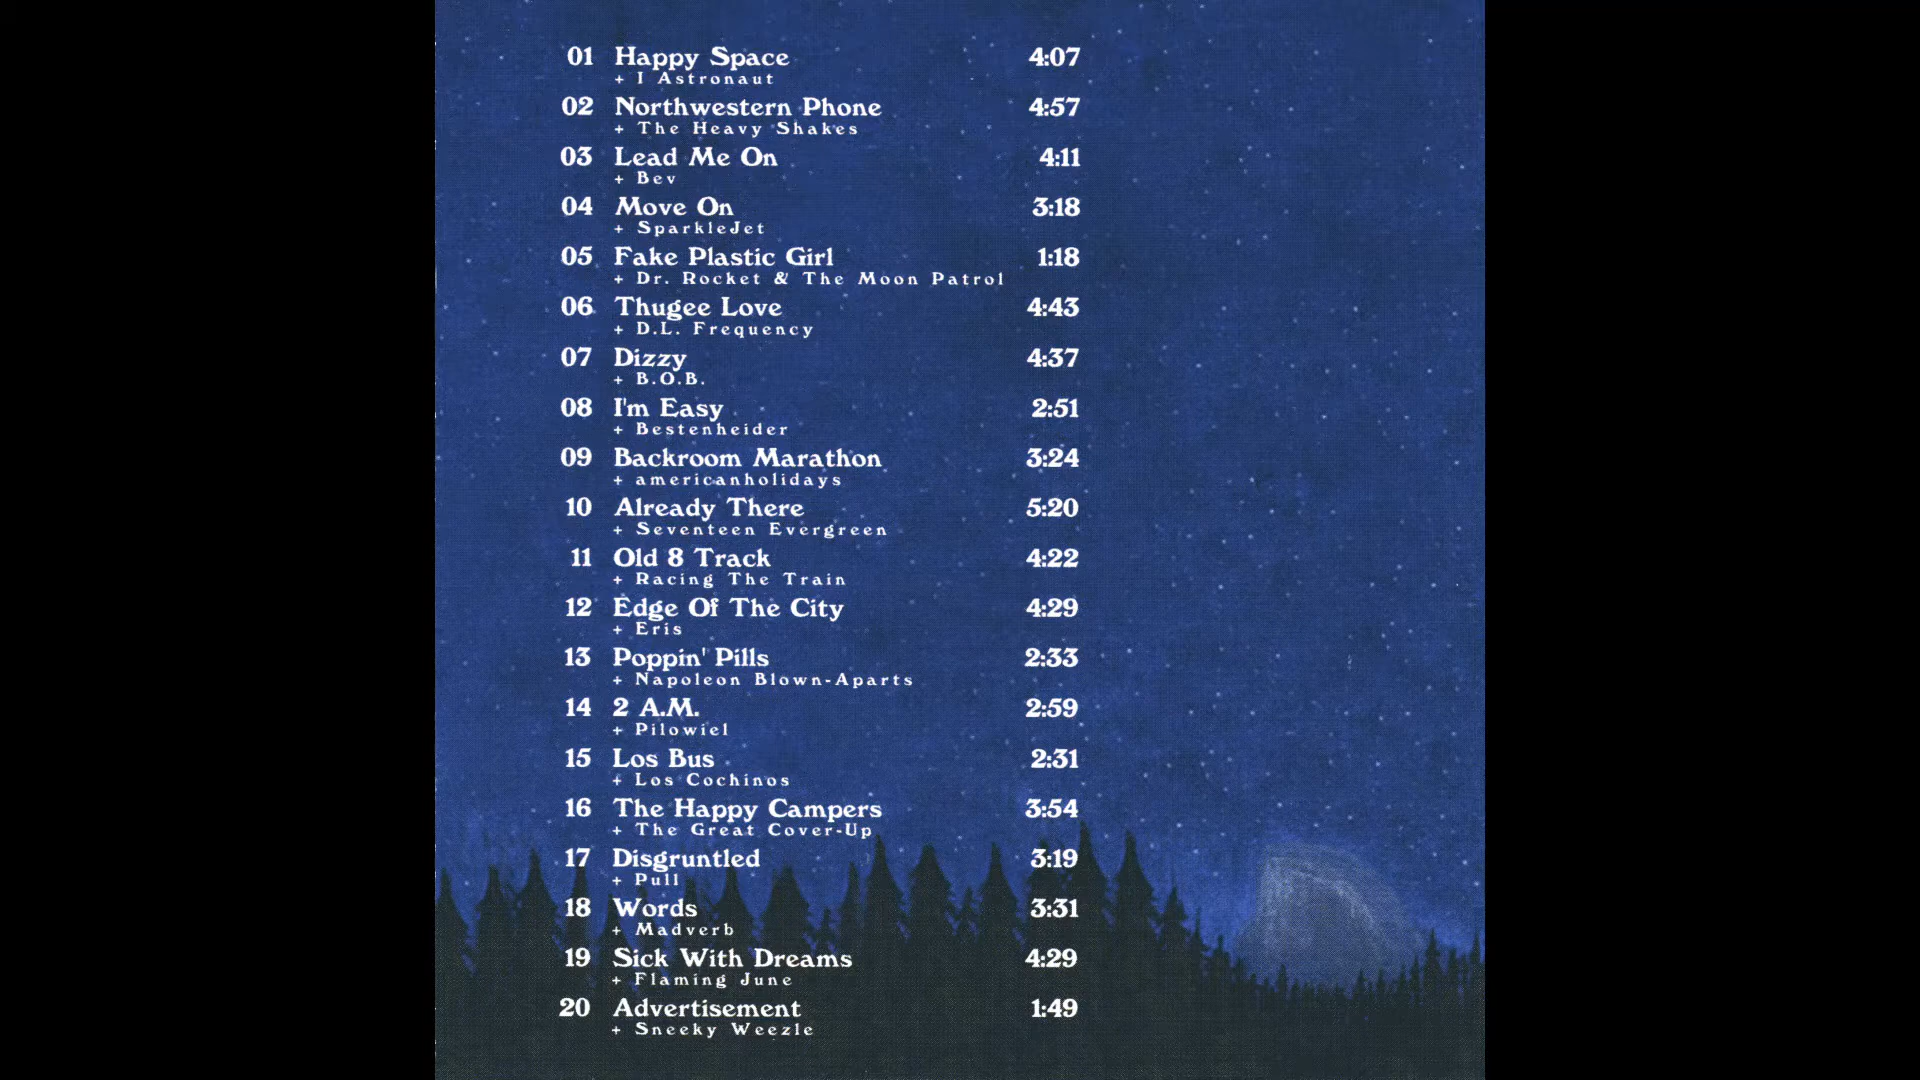 01 Happy Space 4:07
+ I Astronaut
02 Northwestern Phone 4:57
+ The Heavy Shakes
03 Lead Me On 4:11
+ Bev
04 Move On 3:18
+ SparkleJet
05 Fake Plastic Girl 1:18
+ Dr. Rocket & The Moon Patrol
06 Thugee Love 4:43
+ D.L. Frequency
07 Dizzy 4:37
+ B.O.B.
08 I'm Easy 2:51
+ Bestenheider
09 Backroom Marathon 3:24
+ americanholidays
10 Already There 5:20
+ Seventeen Evergreen
11 Old 8 Track 4:22
+ Racing The Train
12 Edge Of The City 4:29
+ Eris
13 Poppin' Pills 2:33
+ Napoleon Blown-Aparts
14 2 A.M. 2:59
+ Pilowiel
15 Los Bus 2:31
+ Los Cochinos
16 The Happy Campers 3:54
+ The Great Cover-Up
17 Disgruntled 3:19
+ Pull
18 Words 3:31
+ Madverb
19 Sick With Dreams 4:29
+ Flaming June
20 Advertisement 1:49
+ Sneeky Weezle